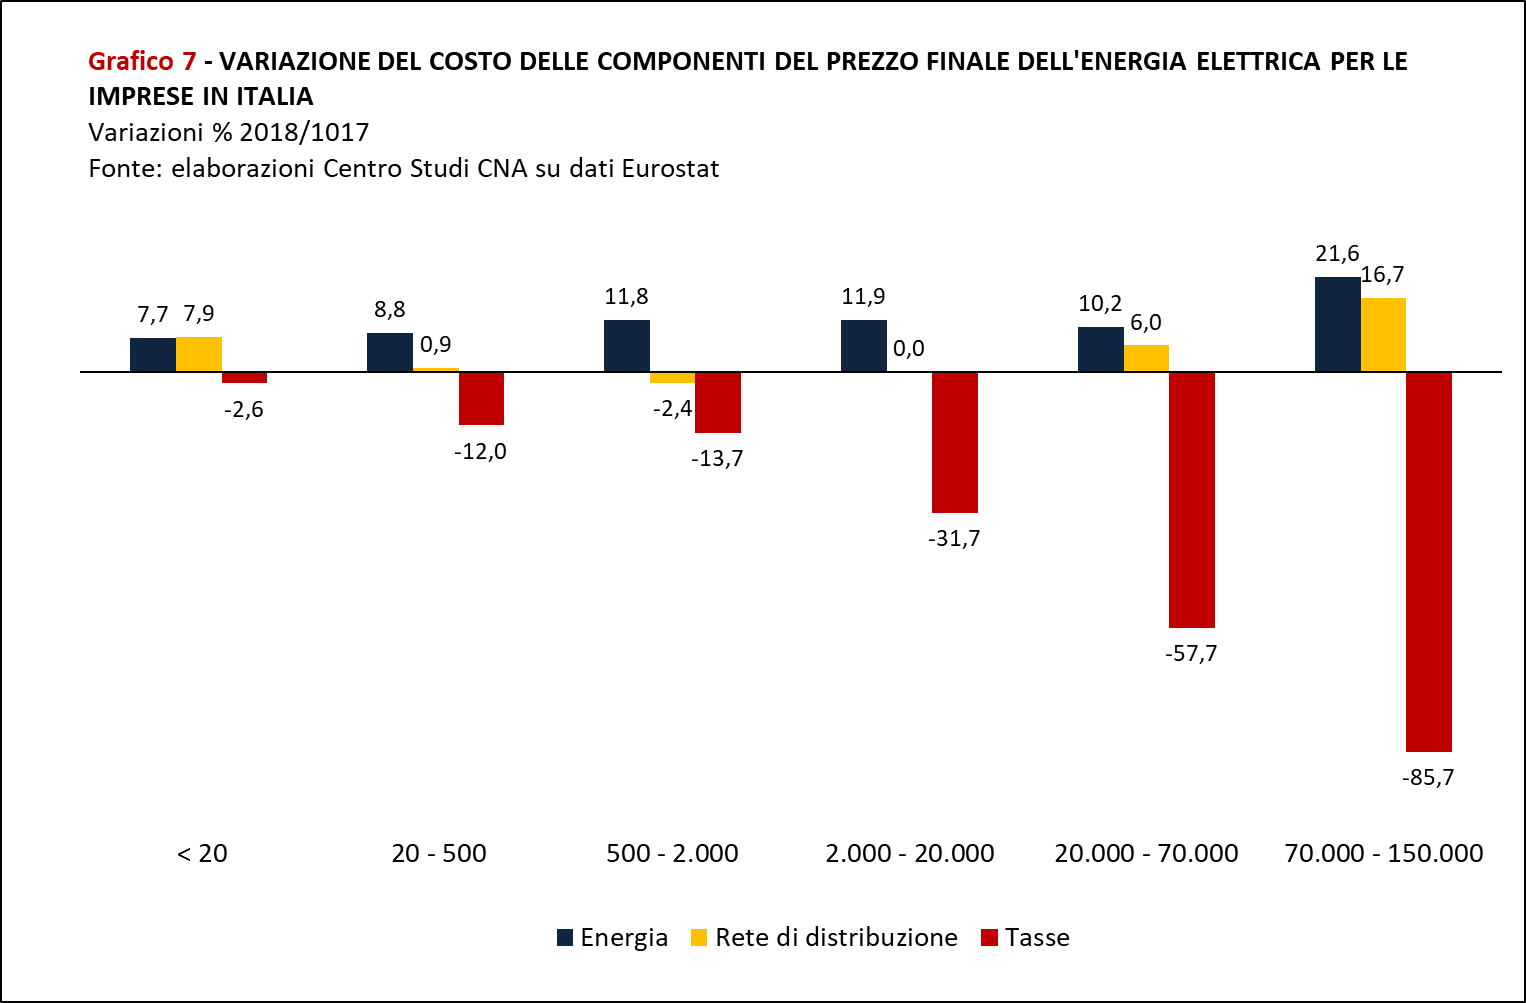 Grafico 7 - VARIAZIONE DEL COSTO DELLE COMPONENTI DEL PREZZO FINALE DELL'ENERGIA ELETTRICA PER LE
IMPRESE IN ITALIA
Variazioni % 2018/1017
Fonte: elaborazioni Centro Studi CNA su dati Eurostat
7,7 7,9 -2,6
8,8 0,9 -12,0
11,8 -2,4 -13,7
11,9 0,0 -31,7
10,2 6,0 -57,7
21,6 16,7 -85,7
< 20 20 - 500 500 - 2.000 2.000 - 20.000 20.000 - 70.000 70.000 - 150.000
Energia Rete di distribuzione Tasse